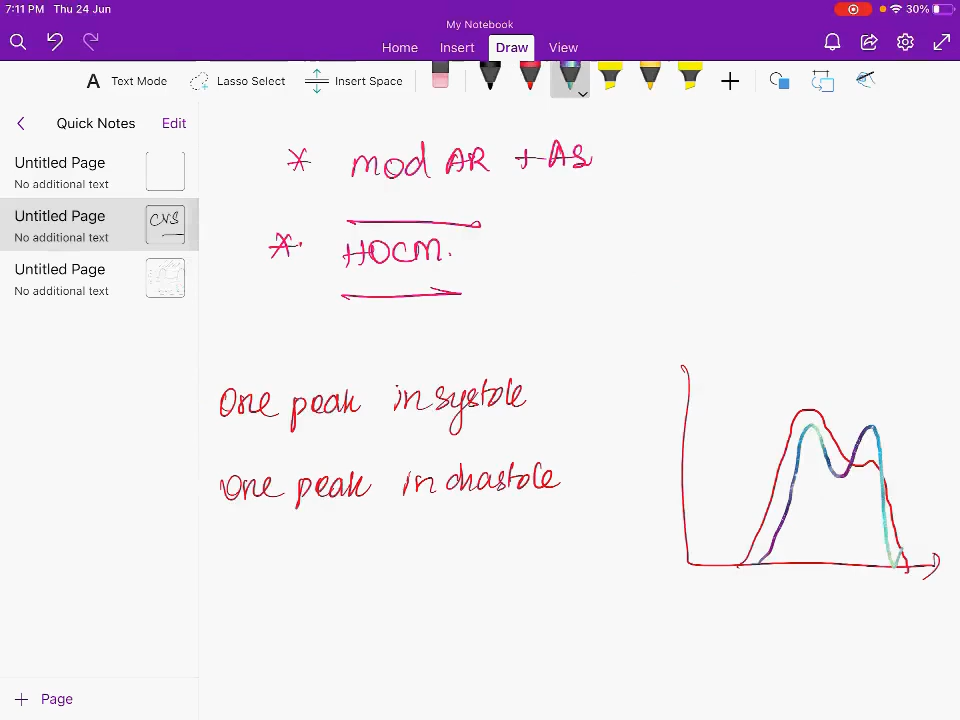 7:11 PM Thu 24 Jun
30%
My Notebook
Home Insert Draw View
Text Mode Lasso Select Insert Space
Quick Notes Edit
Untitled Page
No additional text
Untitled Page
No additional text
CNS
Untitled Page
No additional text
* mod AR + AS
* HOCM.
One peak in systole
One peak in diastole
+ Page